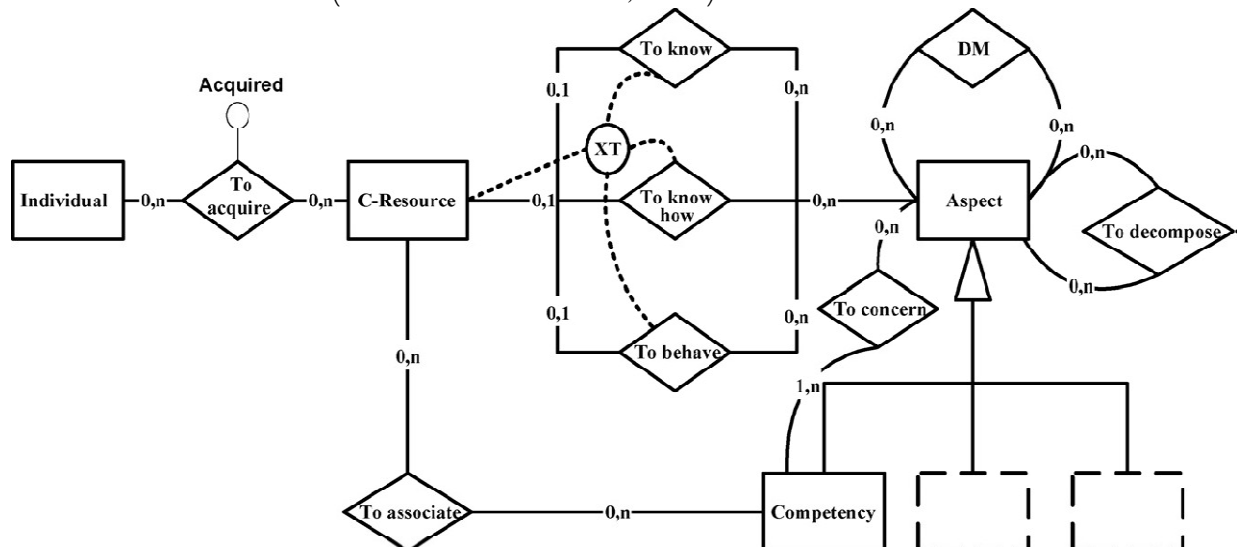 To know
DM
Acquired
0.1
0,n
XT
0,n
0,n
0,n
Individual
0,n
To
acquire
0,n
C-Resource
0,1
To know
how
0,n
Aspect
0,n
To decompose
0,n
To concern
0,1
0,n
To behave
0,n
0,n
1,n
To associate
0,n
Competency